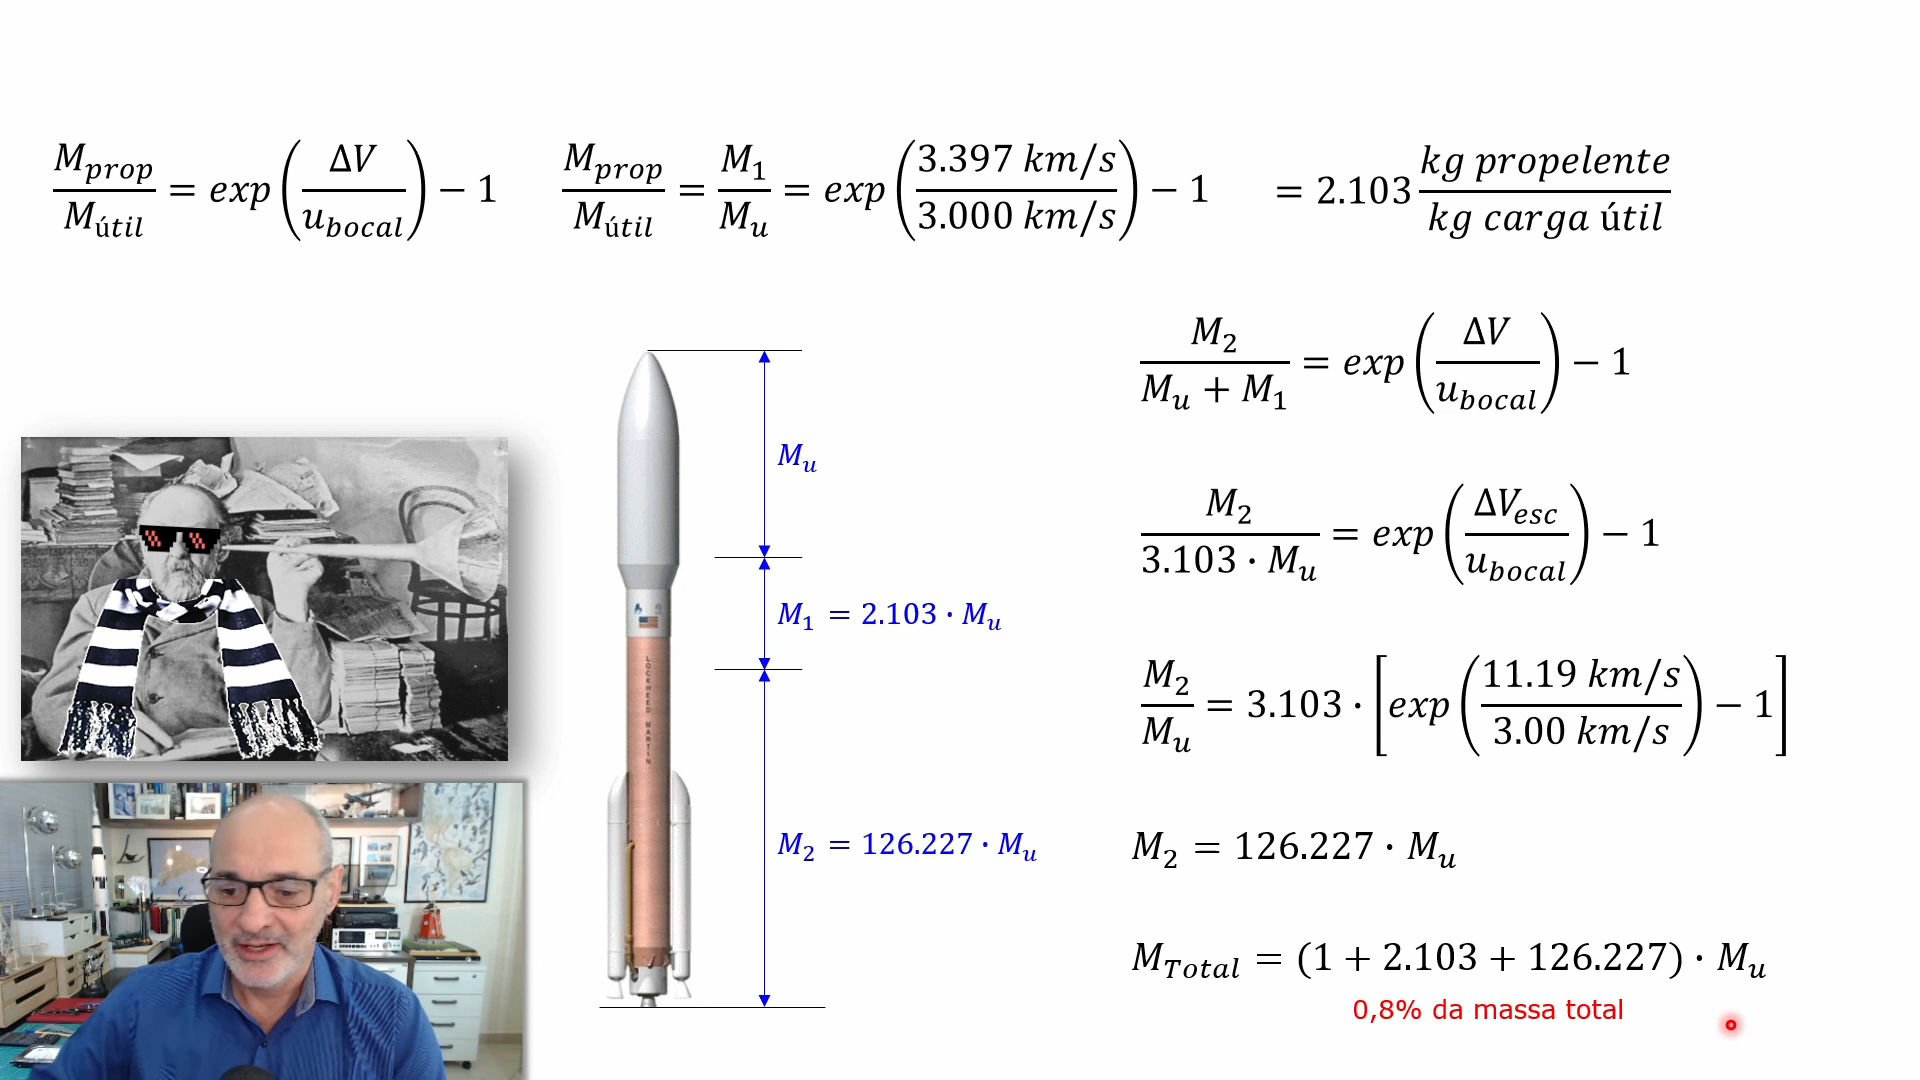 M_prop / M_útil = exp(ΔV / u_bocal) − 1
M_prop / M_útil = M_1 / M_u = exp(3.397 km/s / 3.000 km/s) − 1 = 2.103 kg propelente / kg carga útil
M_2 / (M_u + M_1) = exp(ΔV / u_bocal) − 1
M_2 / (3.103 · M_u) = exp(ΔV_esc / u_bocal) − 1
M_2 / M_u = 3.103 · [exp(11.19 km/s / 3.00 km/s) − 1]
M_2 = 126.227 · M_u
M_Total = (1 + 2.103 + 126.227) · M_u
0,8% da massa total
M_u
M_1 = 2.103 · M_u
M_2 = 126.227 · M_u
LOCKHEED MARTIN